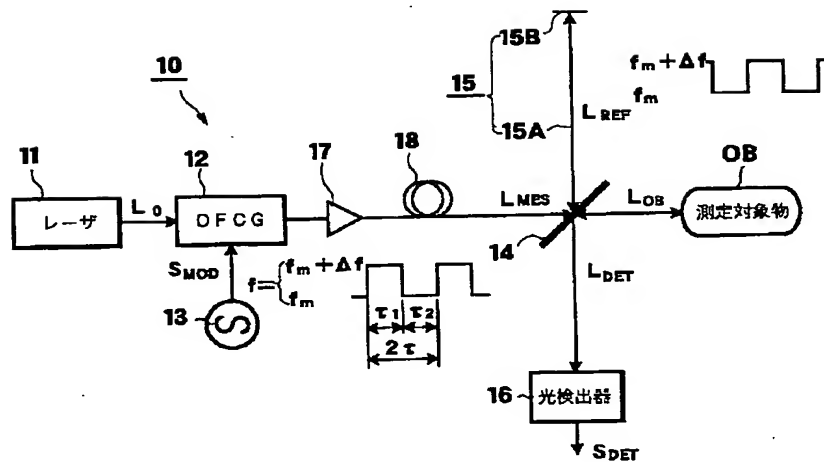 10
11
レーザ
L0
12
OFCG
17
18
LMES
15
15B
15A
LREF
fm+Δf
fm
OB
LOB
測定対象物
14
LDET
SMOD
13
f= fm+Δf
fm
τ1
τ2
2τ
16
光検出器
SDET